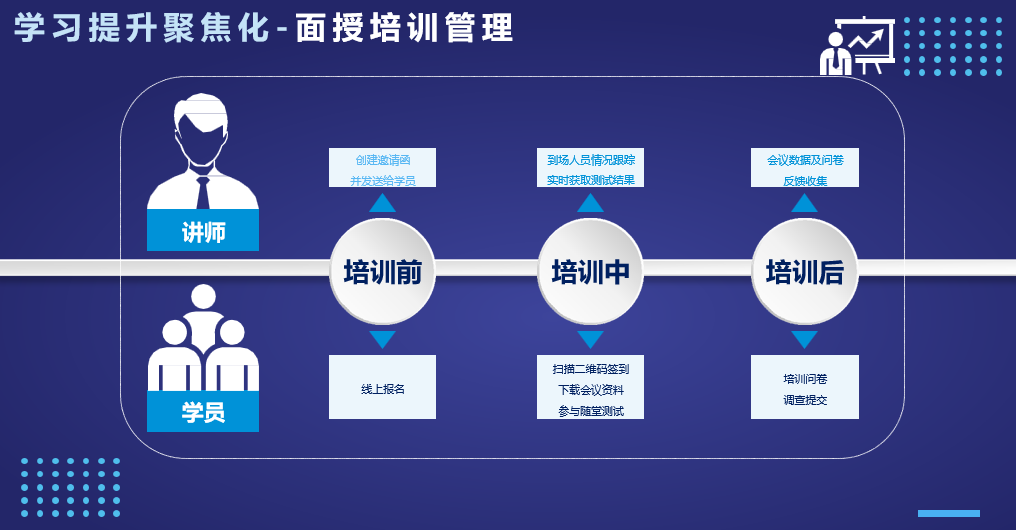 学习提升聚焦化-面授培训管理
创建邀请函
并发送给学员
到场人员情况跟踪
实时获取测试结果
会议数据及问卷
反馈收集
讲师
培训前
培训中
培训后
线上报名
扫描二维码签到
下载会议资料
参与随堂测试
培训问卷
调查提交
学员